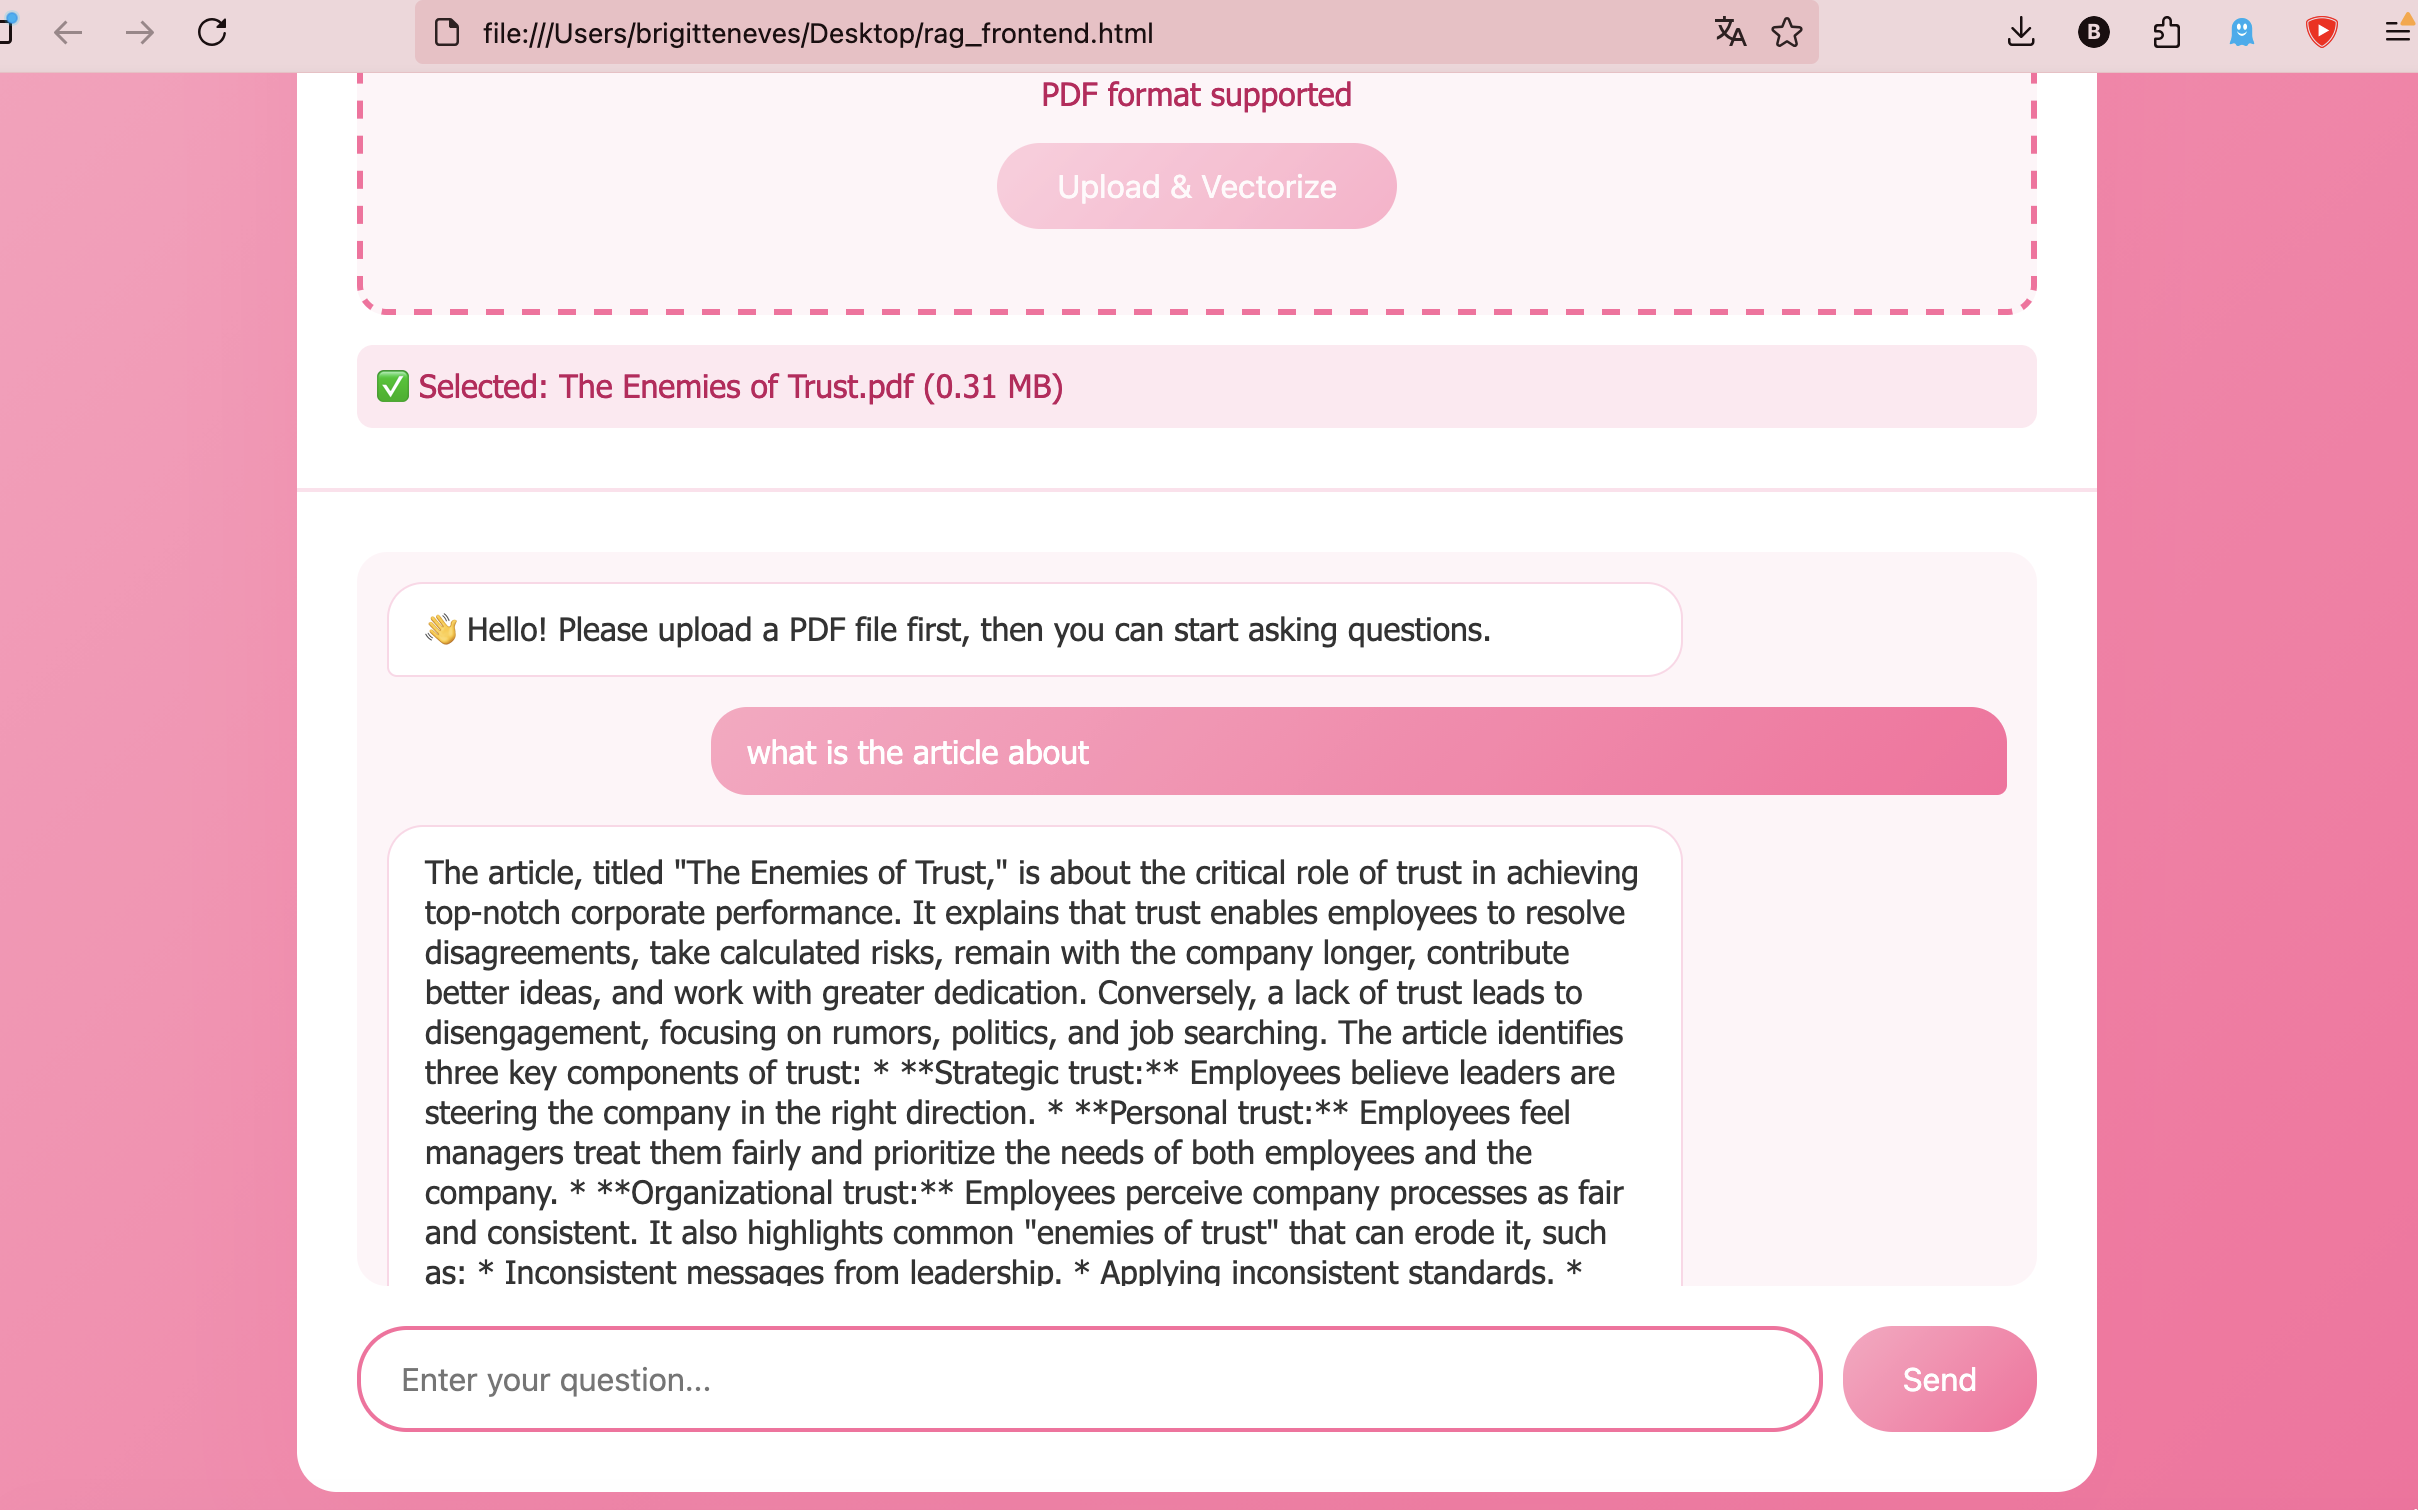 file:///Users/brigitteneves/Desktop/rag_frontend.html
B
PDF format supported
Upload & Vectorize
✅ Selected: The Enemies of Trust.pdf (0.31 MB)
👋 Hello! Please upload a PDF file first, then you can start asking questions.
what is the article about
The article, titled "The Enemies of Trust," is about the critical role of trust in achieving
top-notch corporate performance. It explains that trust enables employees to resolve
disagreements, take calculated risks, remain with the company longer, contribute
better ideas, and work with greater dedication. Conversely, a lack of trust leads to
disengagement, focusing on rumors, politics, and job searching. The article identifies
three key components of trust: * **Strategic trust:** Employees believe leaders are
steering the company in the right direction. * **Personal trust:** Employees feel
managers treat them fairly and prioritize the needs of both employees and the
company. * **Organizational trust:** Employees perceive company processes as fair
and consistent. It also highlights common "enemies of trust" that can erode it, such
as: * Inconsistent messages from leadership. * Applying inconsistent standards. *
Enter your question...
Send